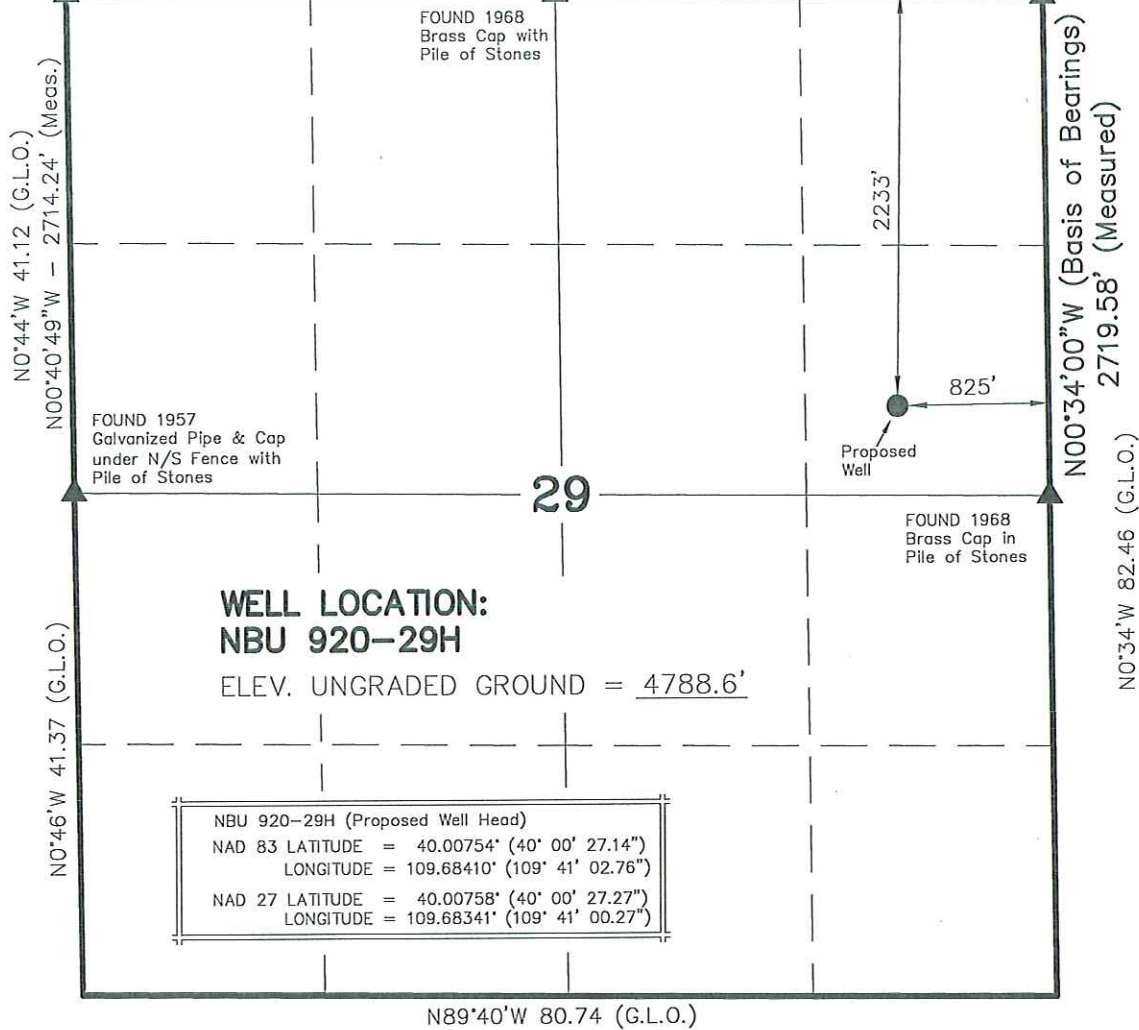 FOUND 1968
Brass Cap with
Pile of Stones
N0°44'W 41.12 (G.L.O.)
N00°40'49"W - 2714.24' (Meas.)
2233'
N00°34'00"W (Basis of Bearings)
2719.58' (Measured)
825'
Proposed
Well
FOUND 1957
Galvanized Pipe & Cap
under N/S Fence with
Pile of Stones
29
FOUND 1968
Brass Cap in
Pile of Stones
N0°34'W 82.46 (G.L.O.)
WELL LOCATION:
NBU 920-29H
ELEV. UNGRADED GROUND = 4788.6'
N0°46'W 41.37 (G.L.O.)
NBU 920-29H (Proposed Well Head)
NAD 83 LATITUDE = 40.00754° (40° 00' 27.14")
LONGITUDE = 109.68410° (109° 41' 02.76")
NAD 27 LATITUDE = 40.00758° (40° 00' 27.27")
LONGITUDE = 109.68341° (109° 41' 00.27")
N89°40'W 80.74 (G.L.O.)